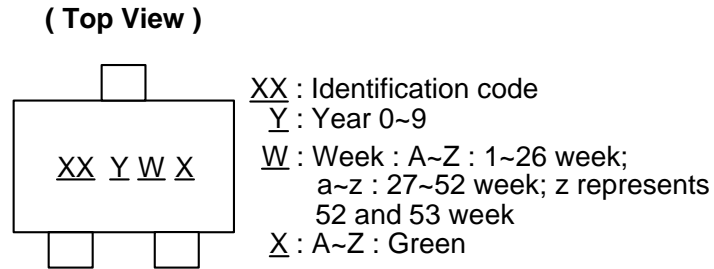 ( Top View )
XX Y W X
XX : Identification code
Y : Year 0~9
W : Week : A~Z : 1~26 week;
a~z : 27~52 week; z represents
52 and 53 week
X : A~Z : Green